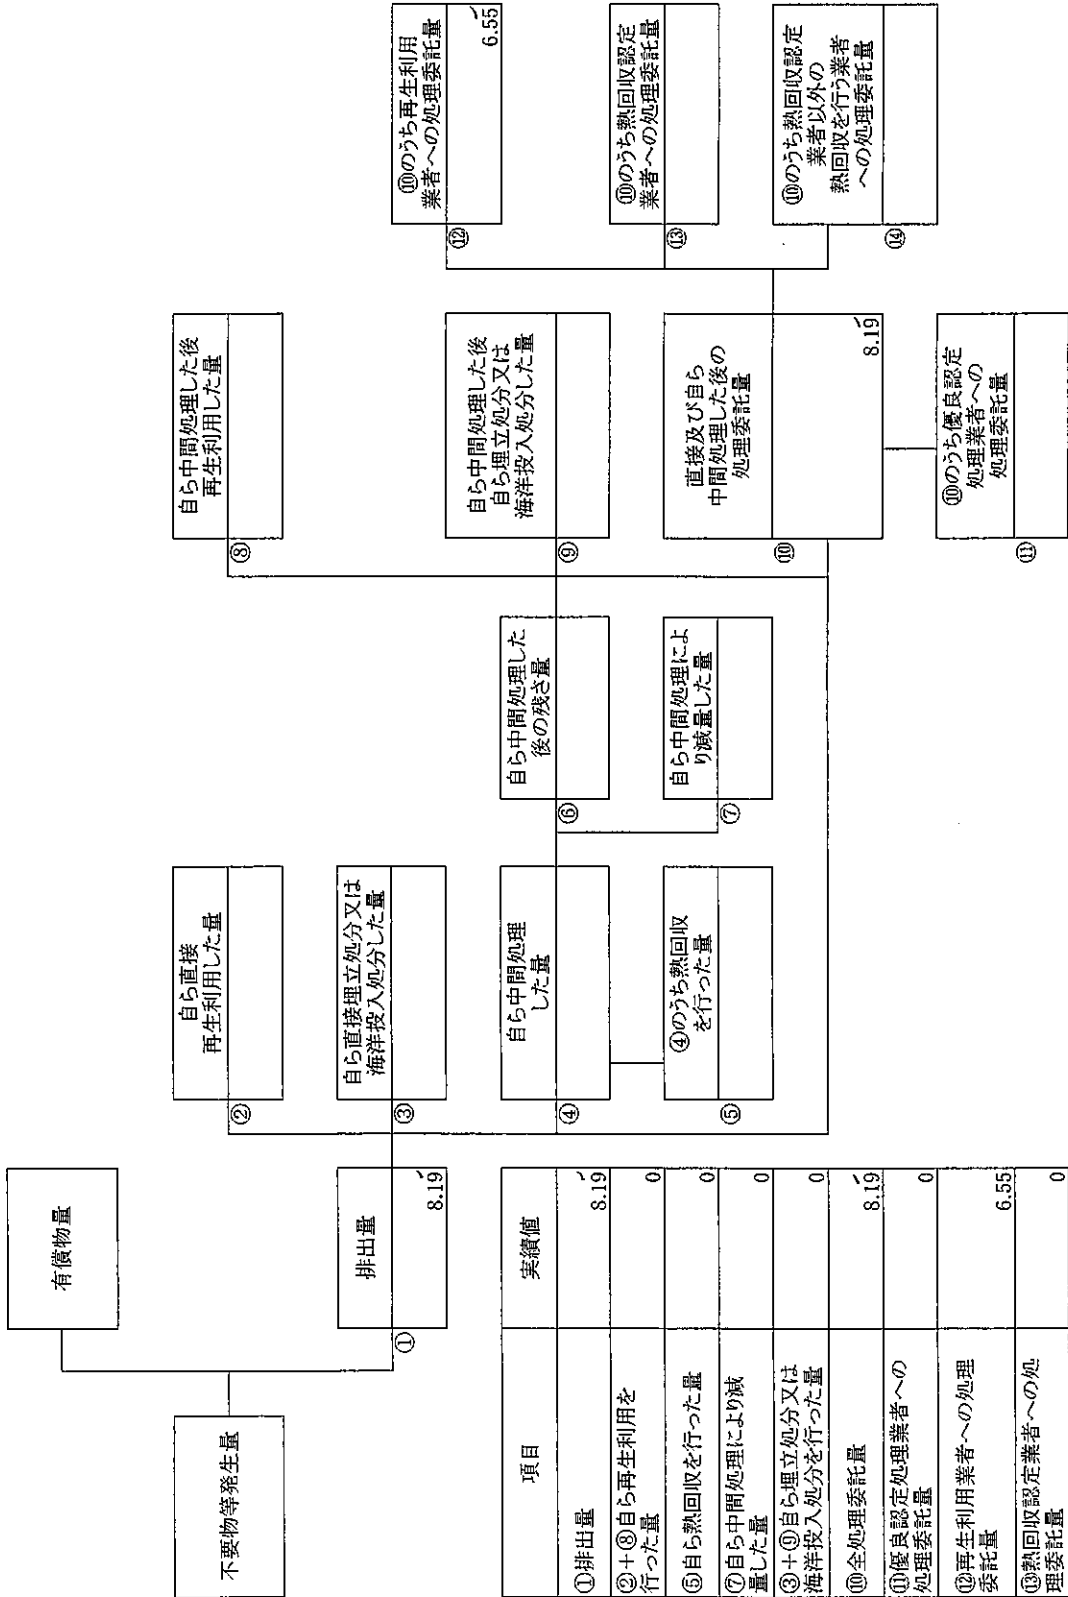 有償物量
不要物等発生量
排出量
①
8.19
自ら直接
再生利用した量
②
自ら直接埋立処分又は
海洋投入処分した量
③
自ら中間処理
した量
④
④のうち熱回収
を行った量
⑤
自ら中間処理した
後の残さ量
⑥
自ら中間処理によ
り減量した量
⑦
自ら中間処理した後
再生利用した量
⑧
自ら中間処理した後
自ら埋立処分又は
海洋投入処分した量
⑨
直接及び自ら
中間処理した後の
処理委託量
⑩
8.19
⑩のうち優良認定
処理業者への
処理委託量
⑪
⑩のうち再生利用
業者への処理委託量
⑫
6.55
⑩のうち熱回収認定
業者への処理委託量
⑬
⑩のうち熱回収認定
業者以外の
熱回収を行う業者
への処理委託量
⑭
項目 実績値
①排出量 8.19
②+⑧自ら再生利用を
行った量 0
⑤自ら熱回収を行った量 0
⑦自ら中間処理により減
量した量 0
③+⑨自ら埋立処分又は
海洋投入処分を行った量 0
⑩全処理委託量 8.19
⑪優良認定処理業者への
処理委託量 0
⑫再生利用業者への処理
委託量 6.55
⑬熱回収認定業者への処
理委託量 0